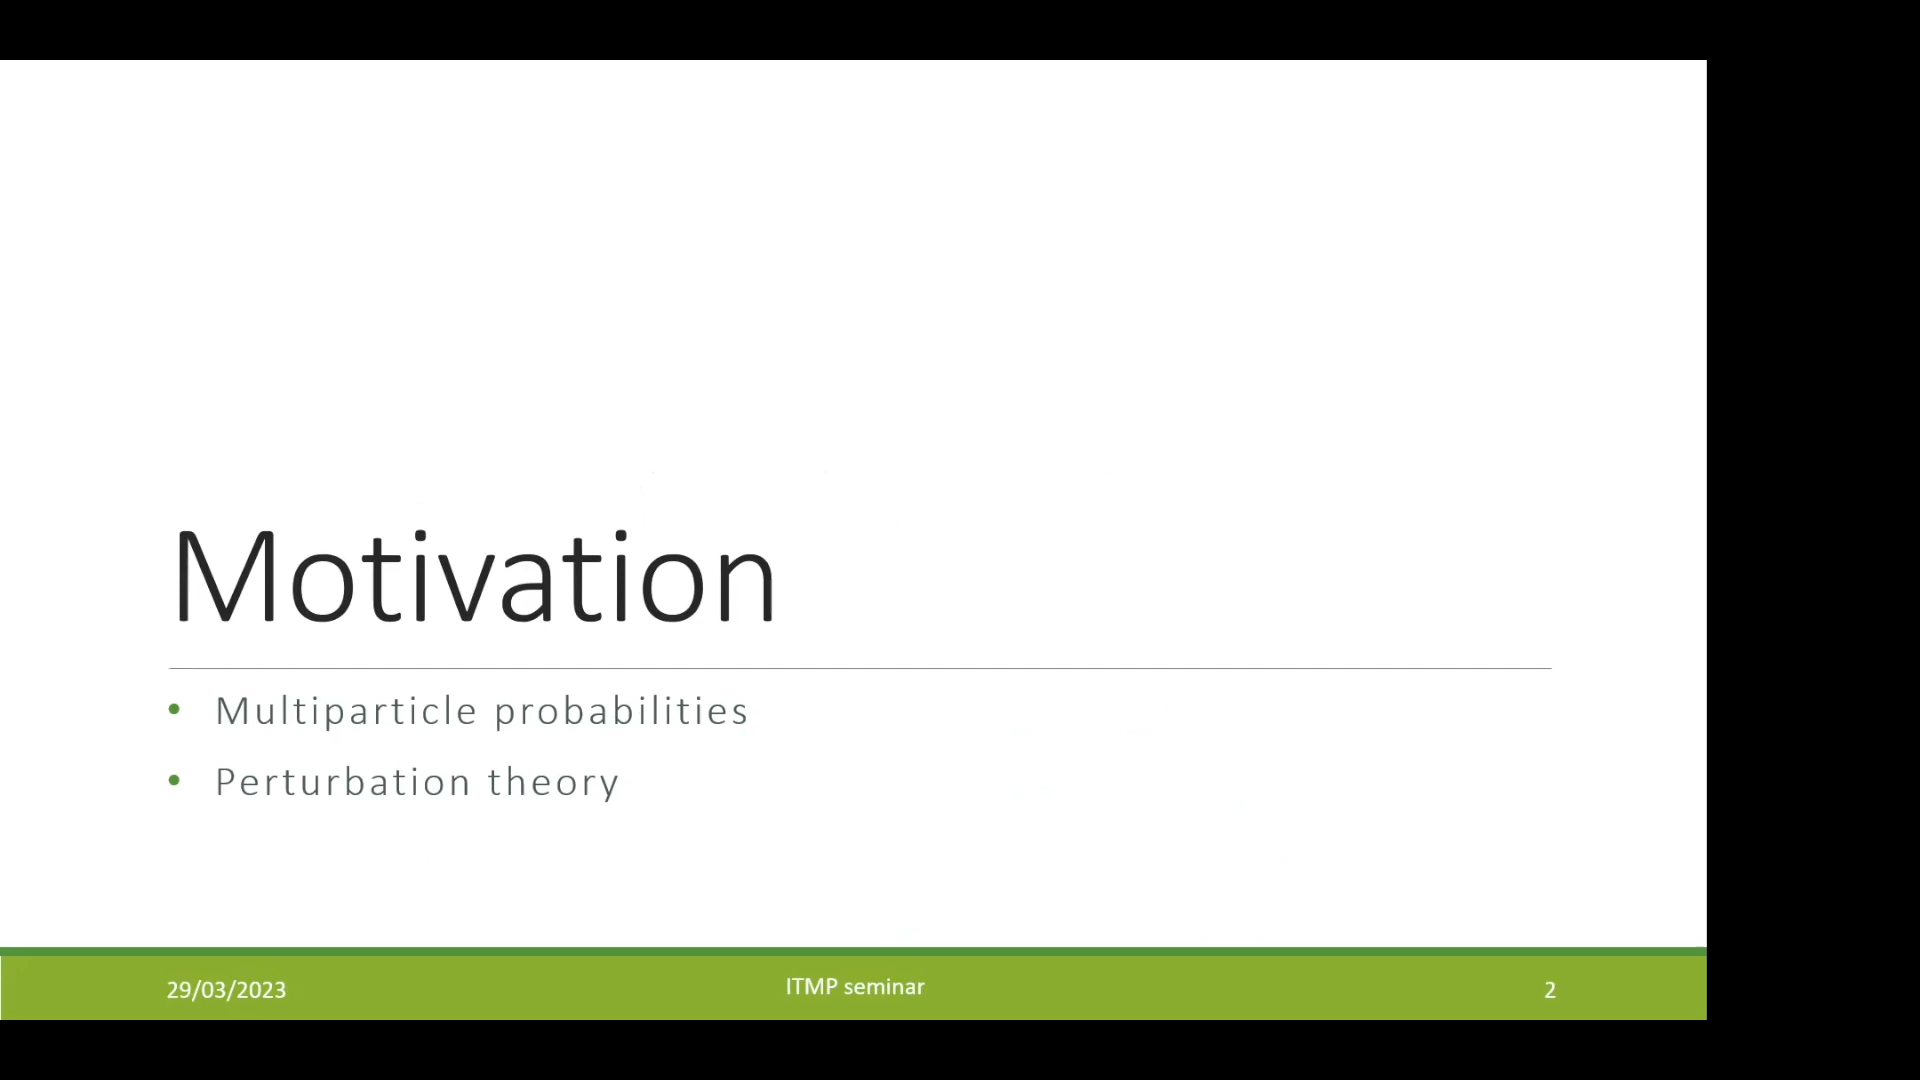 Motivation
• Multiparticle probabilities
• Perturbation theory
29/03/2023
ITMP seminar
2